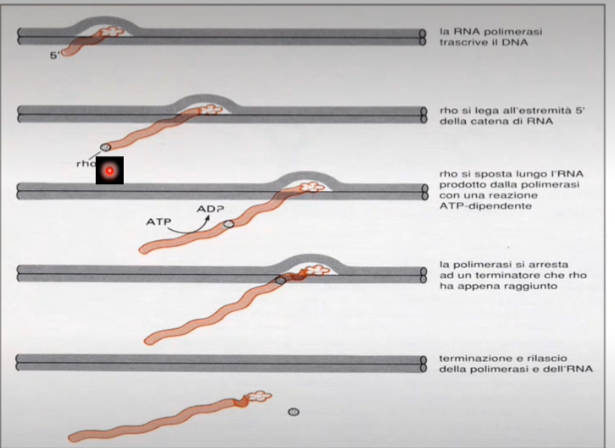 la RNA polimerasi
trascrive il DNA
5'
rho si lega all'estremità 5'
della catena di RNA
rho
rho si sposta lungo l'RNA
prodotto dalla polimerasi
con una reazione
ATP-dipendente
ADP
ATP
la polimerasi si arresta
ad un terminatore che rho
ha appena raggiunto
terminazione e rilascio
della polimerasi e dell'RNA